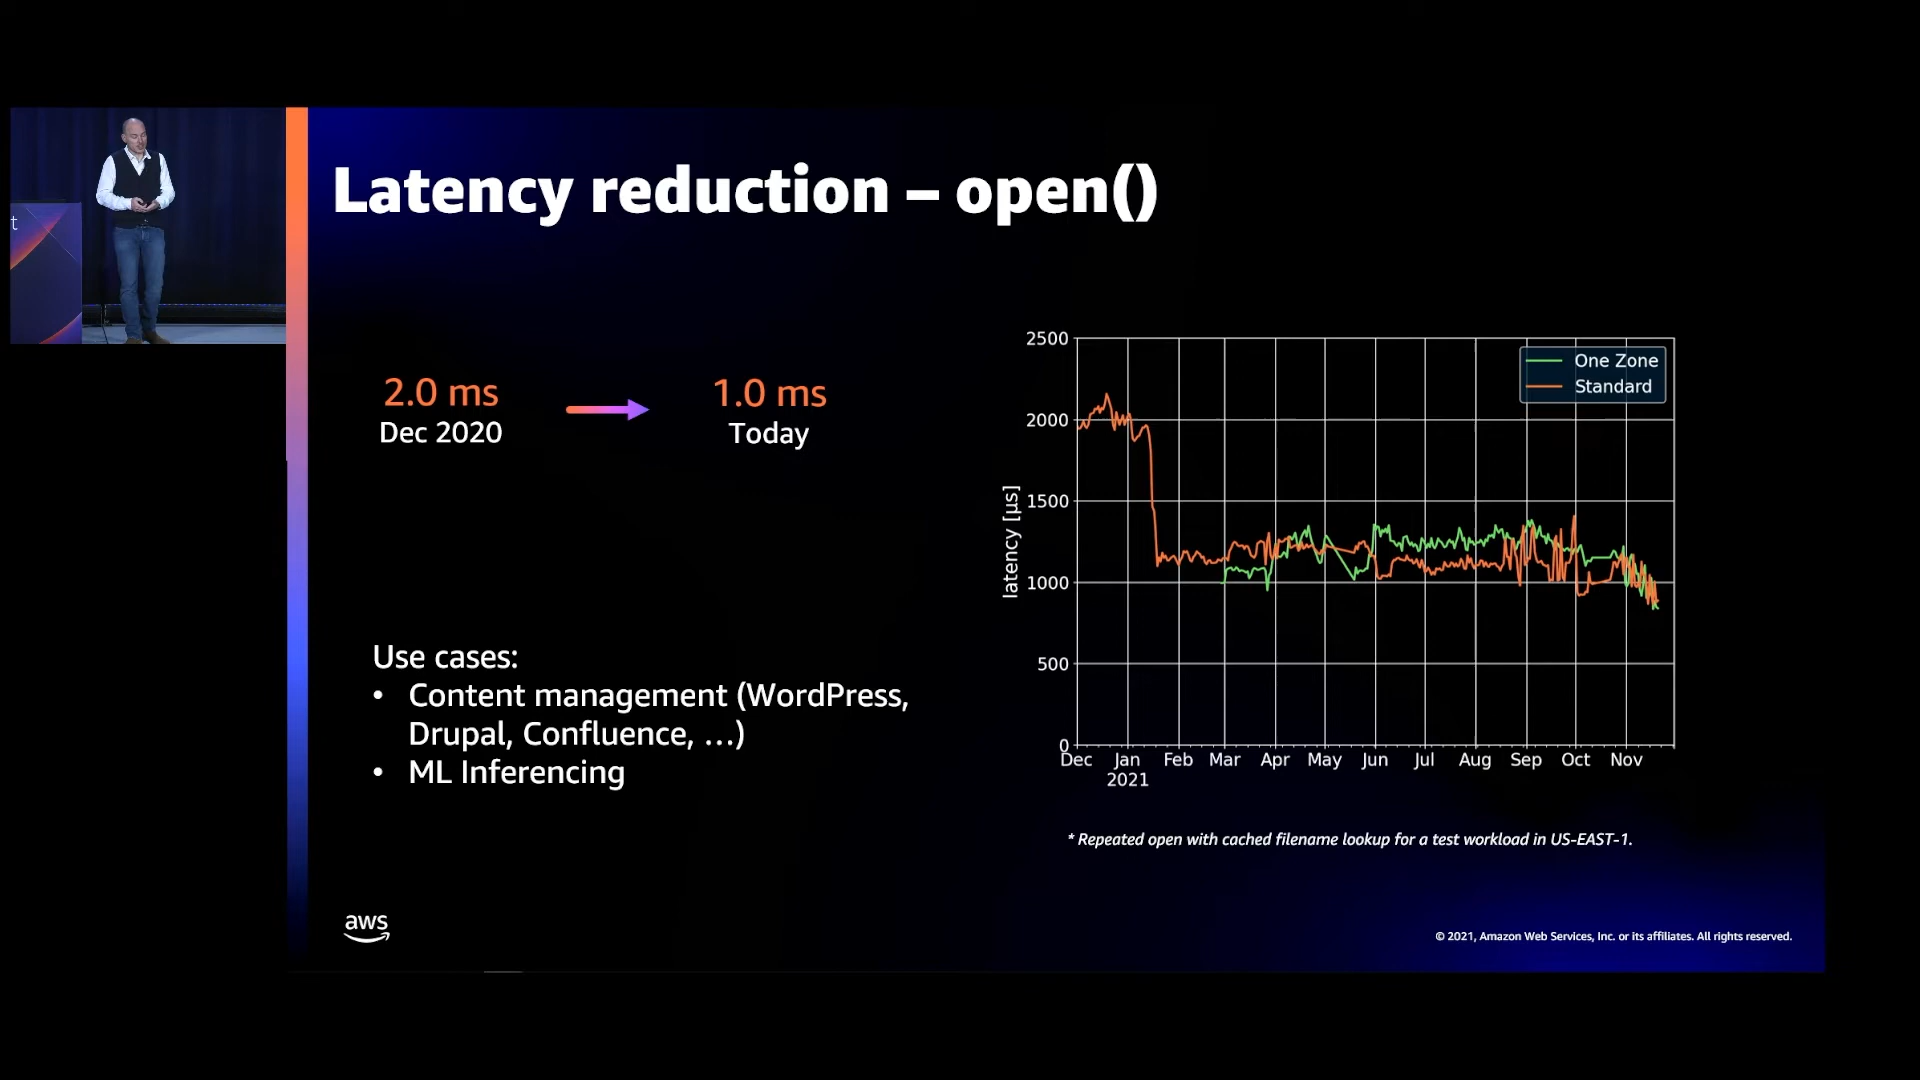 t
Latency reduction – open()
2.0 ms
Dec 2020
1.0 ms
Today
Use cases:
• Content management (WordPress,
Drupal, Confluence, …)
• ML Inferencing
2500
2000
1500
1000
500
0
latency [µs]
One Zone
Standard
Dec Jan Feb Mar Apr May Jun Jul Aug Sep Oct Nov
2021
* Repeated open with cached filename lookup for a test workload in US-EAST-1.
aws
© 2021, Amazon Web Services, Inc. or its affiliates. All rights reserved.